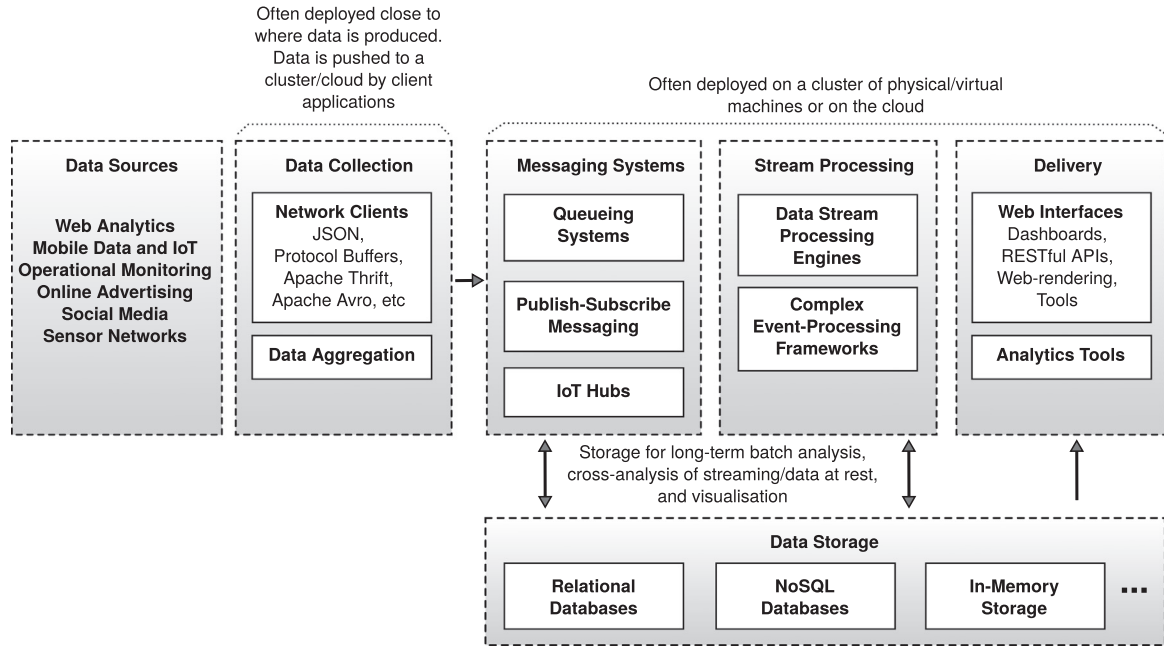 Often deployed close to
where data is produced.
Data is pushed to a
cluster/cloud by client
applications
Often deployed on a cluster of physical/virtual
machines or on the cloud
Data Sources
Web Analytics
Mobile Data and IoT
Operational Monitoring
Online Advertising
Social Media
Sensor Networks
Data Collection
Network Clients
JSON,
Protocol Buffers,
Apache Thrift,
Apache Avro, etc
Data Aggregation
Messaging Systems
Queueing
Systems
Publish-Subscribe
Messaging
IoT Hubs
Stream Processing
Data Stream
Processing
Engines
Complex
Event-Processing
Frameworks
Delivery
Web Interfaces
Dashboards,
RESTful APIs,
Web-rendering,
Tools
Analytics Tools
Storage for long-term batch analysis,
cross-analysis of streaming/data at rest,
and visualisation
Data Storage
Relational
Databases
NoSQL
Databases
In-Memory
Storage
...